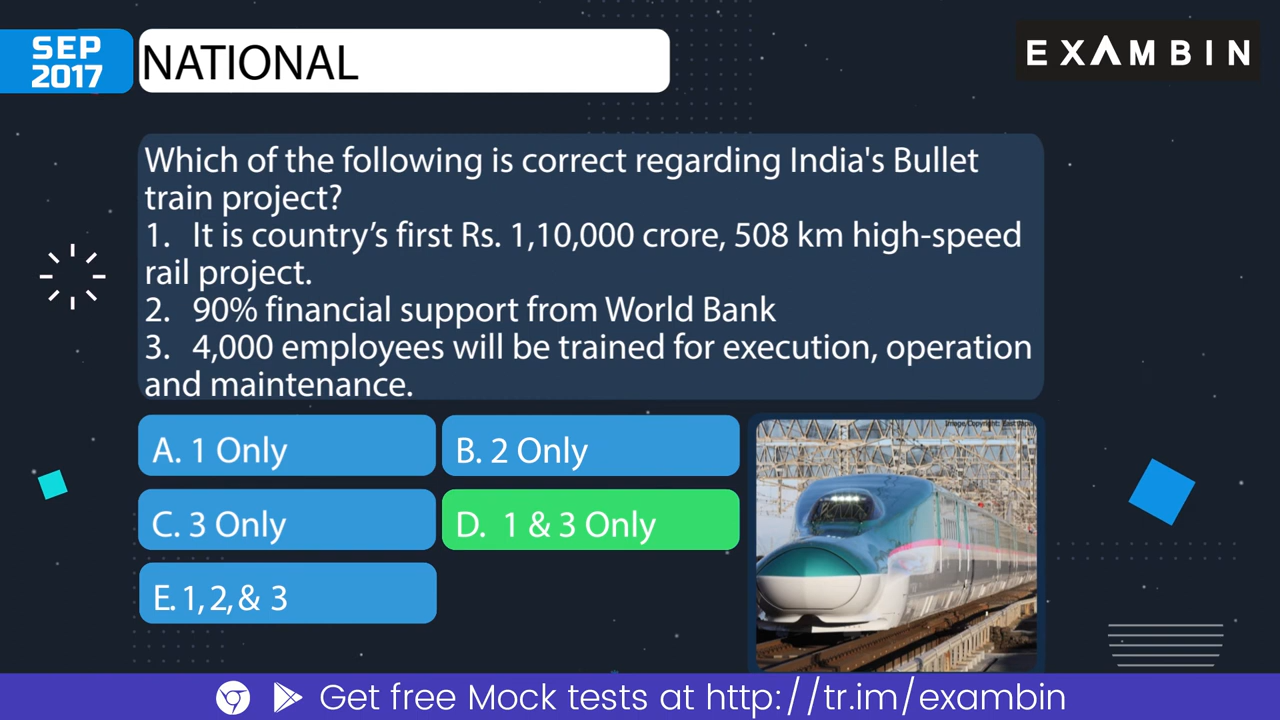 SEP
2017
NATIONAL
EXAMBIN
Which of the following is correct regarding India's Bullet
train project?
1. It is country’s first Rs. 1,10,000 crore, 508 km high-speed
rail project.
2. 90% financial support from World Bank
3. 4,000 employees will be trained for execution, operation
and maintenance.
A. 1 Only
B. 2 Only
C. 3 Only
D. 1 & 3 Only
E. 1, 2, & 3
Image Copyright: East
Get free Mock tests at http://tr.im/exambin